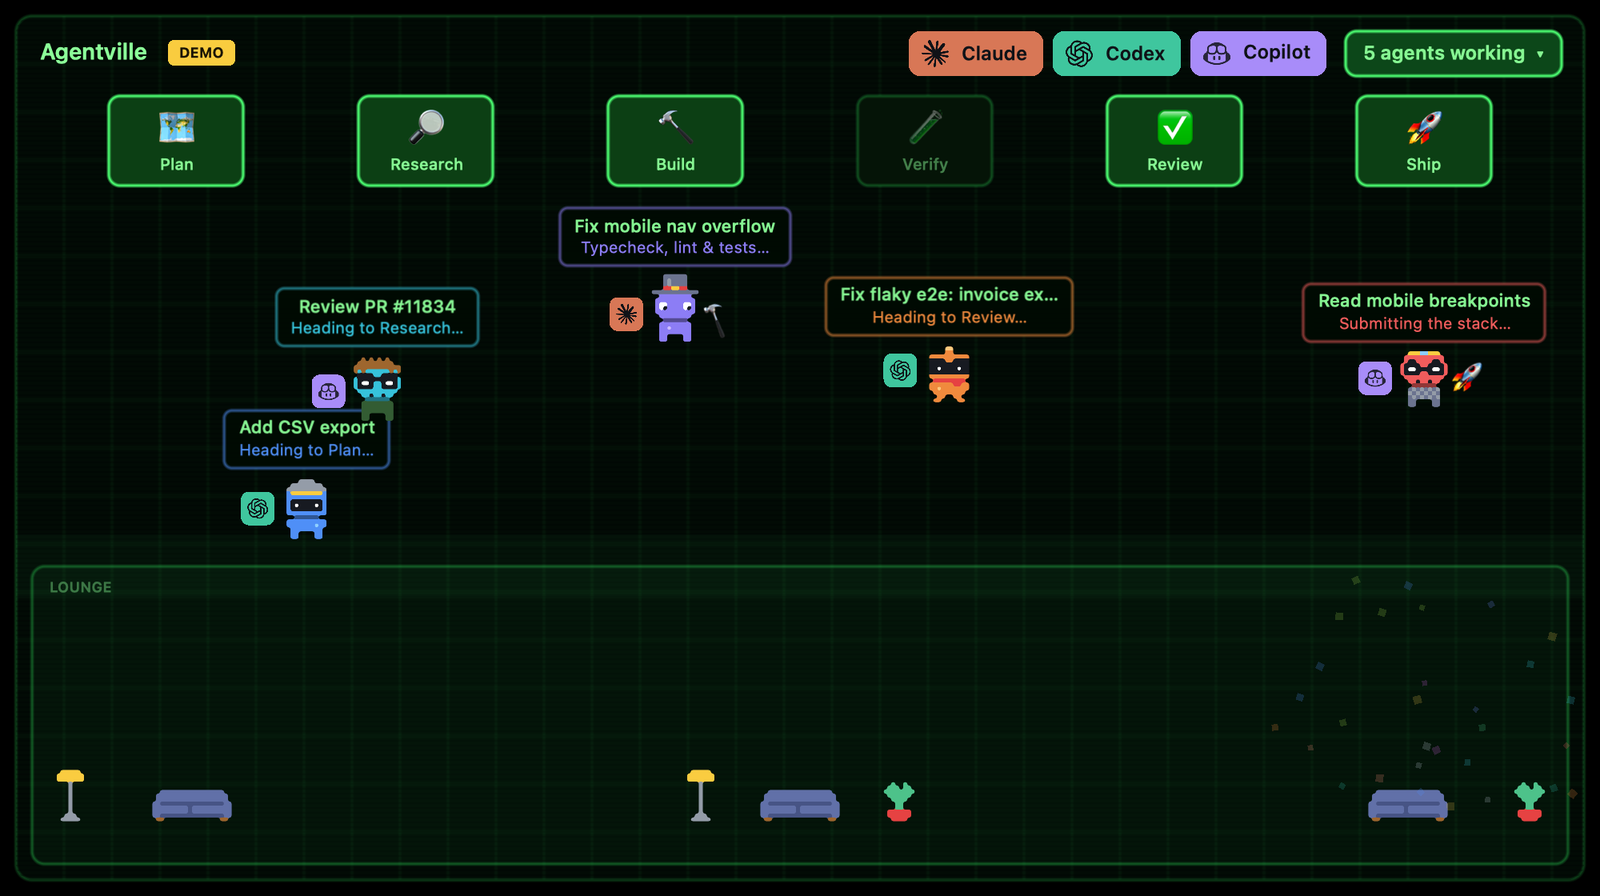 Agentville
DEMO
Claude
Codex
Copilot
5 agents working
Plan
Research
Build
Verify
Review
Ship
Fix mobile nav overflow
Typecheck, lint & tests...
Review PR #11834
Heading to Research...
Fix flaky e2e: invoice ex...
Heading to Review...
Read mobile breakpoints
Submitting the stack...
Add CSV export
Heading to Plan...
LOUNGE